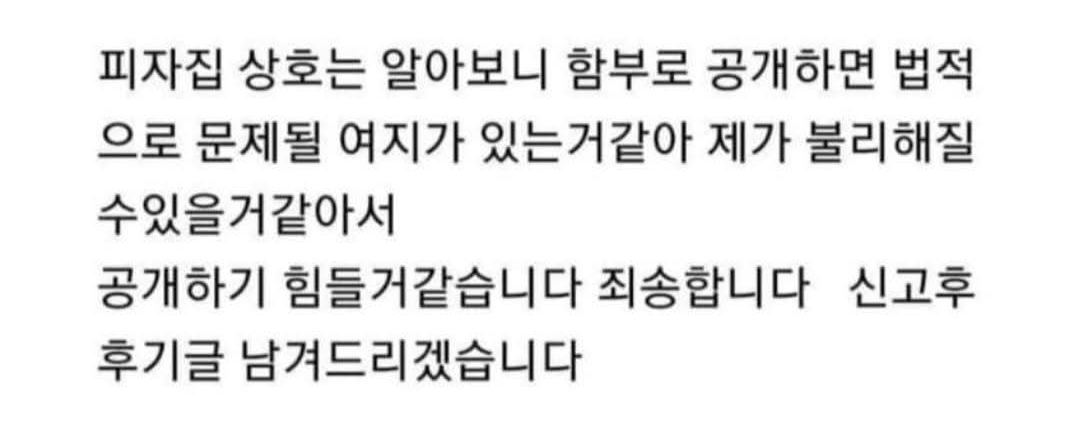 피자집 상호는 알아보니 함부로 공개하면 법적
으로 문제될 여지가 있는거같아 제가 불리해질
수있을거같아서
공개하기 힘들거같습니다 죄송합니다   신고후
후기글 남겨드리겠습니다